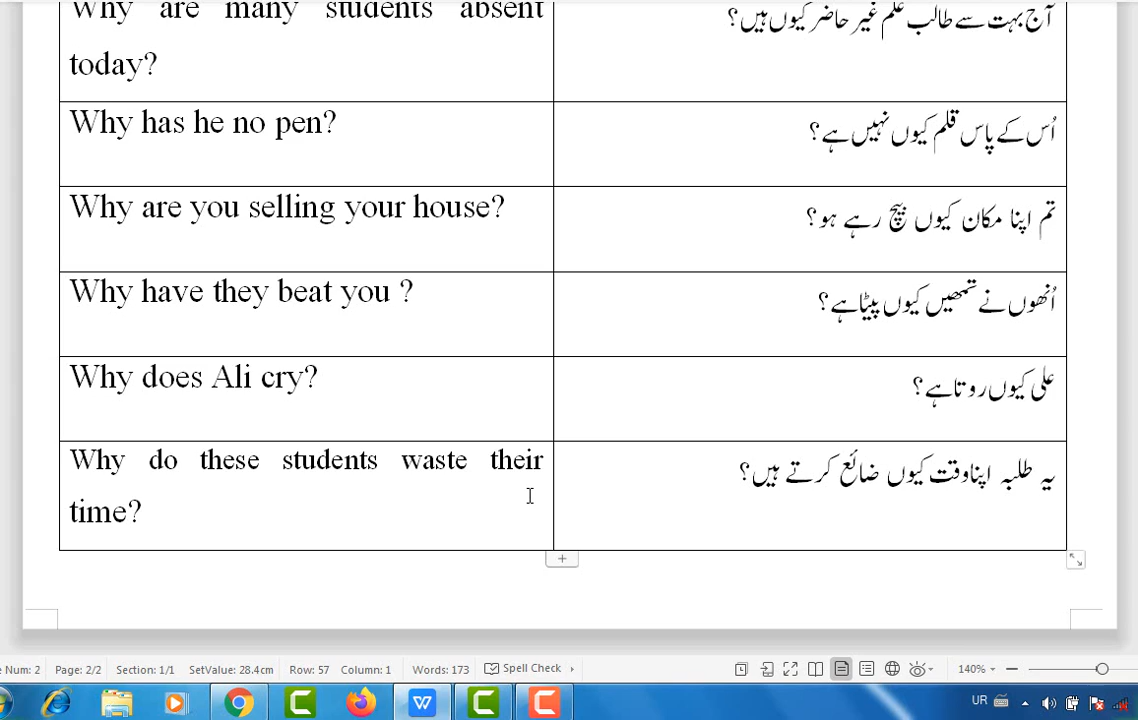 Why are many students absent
today?
آج بہت سے طالب علم غیر حاضر کیوں ہیں؟
Why has he no pen?
اُس کے پاس قلم کیوں نہیں ہے؟
Why are you selling your house?
تم اپنا مکان کیوں بیچ رہے ہو؟
Why have they beat you ?
اُنھوں نے تمھیں کیوں پیٹا ہے؟
Why does Ali cry?
علی کیوں روتا ہے؟
Why do these students waste their
time?
یہ طلبہ اپنا وقت کیوں ضائع کرتے ہیں؟
Num: 2 Page: 2/2 Section: 1/1 SetValue: 28.4cm Row: 57 Column: 1 Words: 173 Spell Check 140%
UR